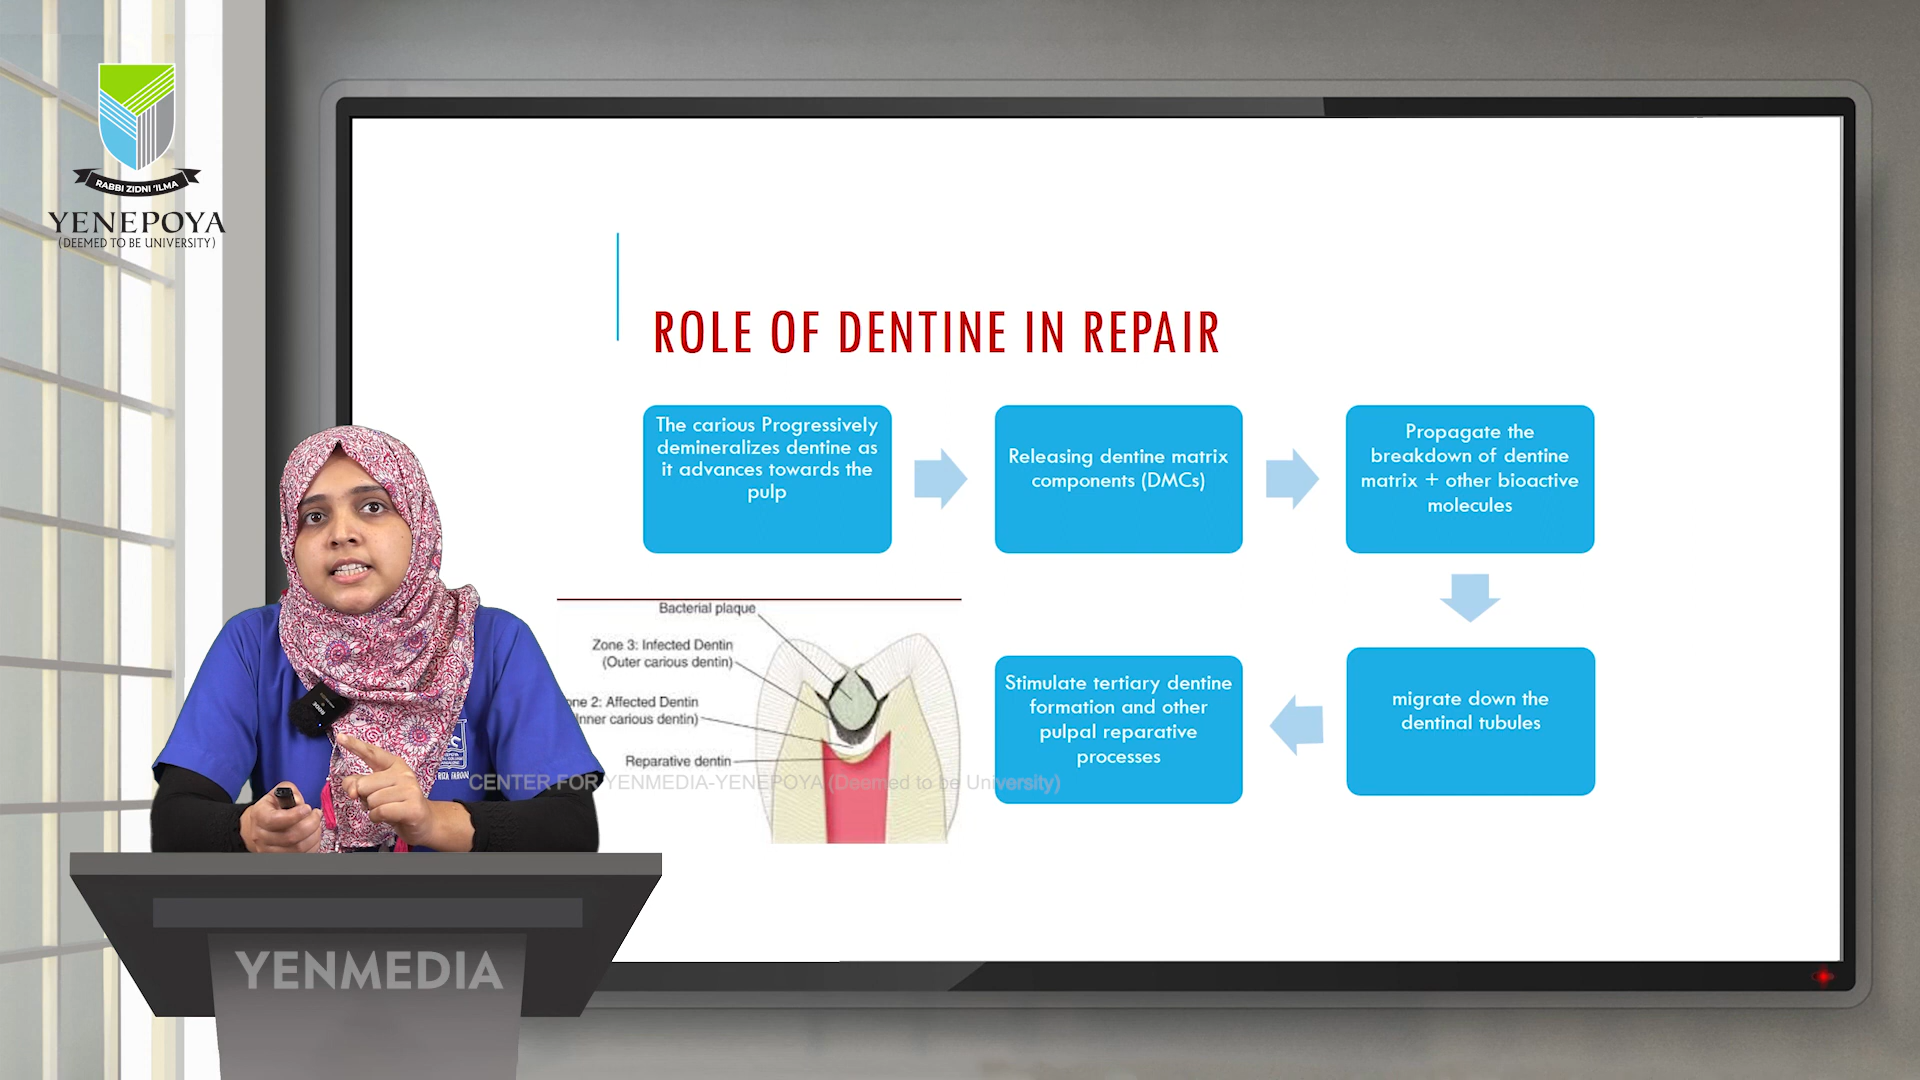 RABBI ZIDNI 'ILMA
YENEPOYA
(DEEMED TO BE UNIVERSITY)
ROLE OF DENTINE IN REPAIR
The carious Progressively
demineralizes dentine as
it advances towards the
pulp
Releasing dentine matrix
components (DMCs)
Propagate the
breakdown of dentine
matrix + other bioactive
molecules
migrate down the
dentinal tubules
Stimulate tertiary dentine
formation and other
pulpal reparative
processes
Bacterial plaque
Zone 3: Infected Dentin
(Outer carious dentin)
ne 2: Affected Dentin
nner carious dentin)
Reparative dentin
CENTER FOR YENMEDIA-YENEPOYA (Deemed to be University)
YENMEDIA